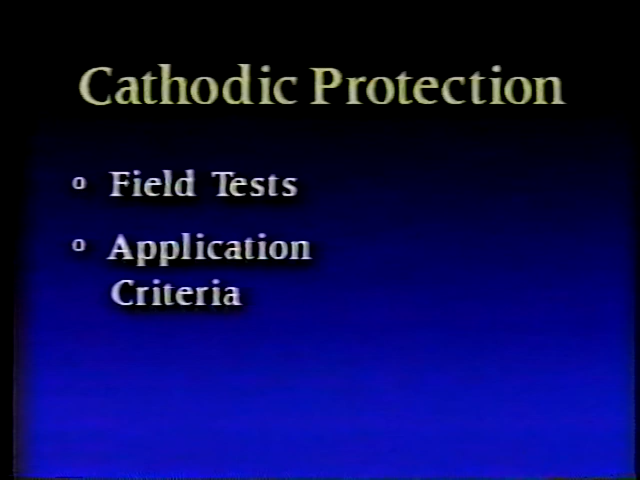 Cathodic Protection
o Field Tests
o Application
Criteria